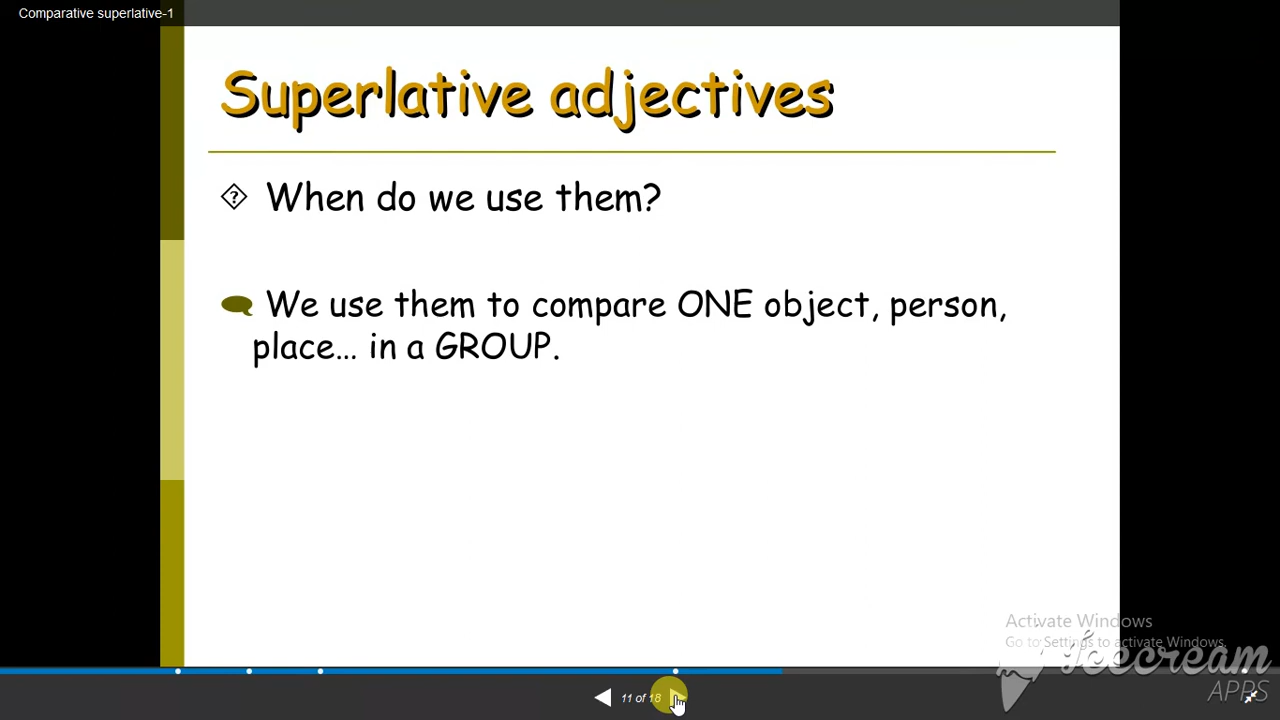 Comparative superlative-1
Superlative adjectives
When do we use them?
We use them to compare ONE object, person,
place... in a GROUP.
Activate Windows
Go to Settings to activate Windows.
Icecream
APPS
11 of 18